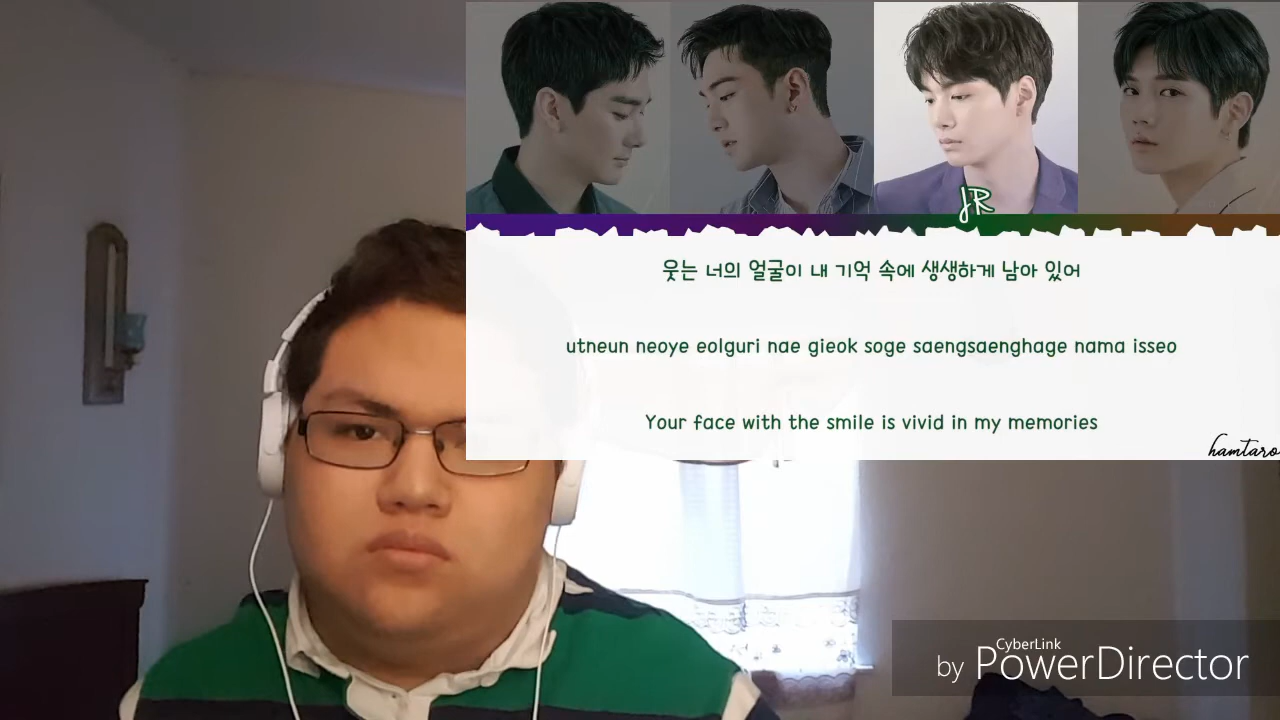 JR
웃는 너의 얼굴이 내 기억 속에 생생하게 남아 있어
utneun neoye eolguri nae gieok soge saengsaenghage nama isseo
Your face with the smile is vivid in my memories
hamtaro
CyberLink
by PowerDirector